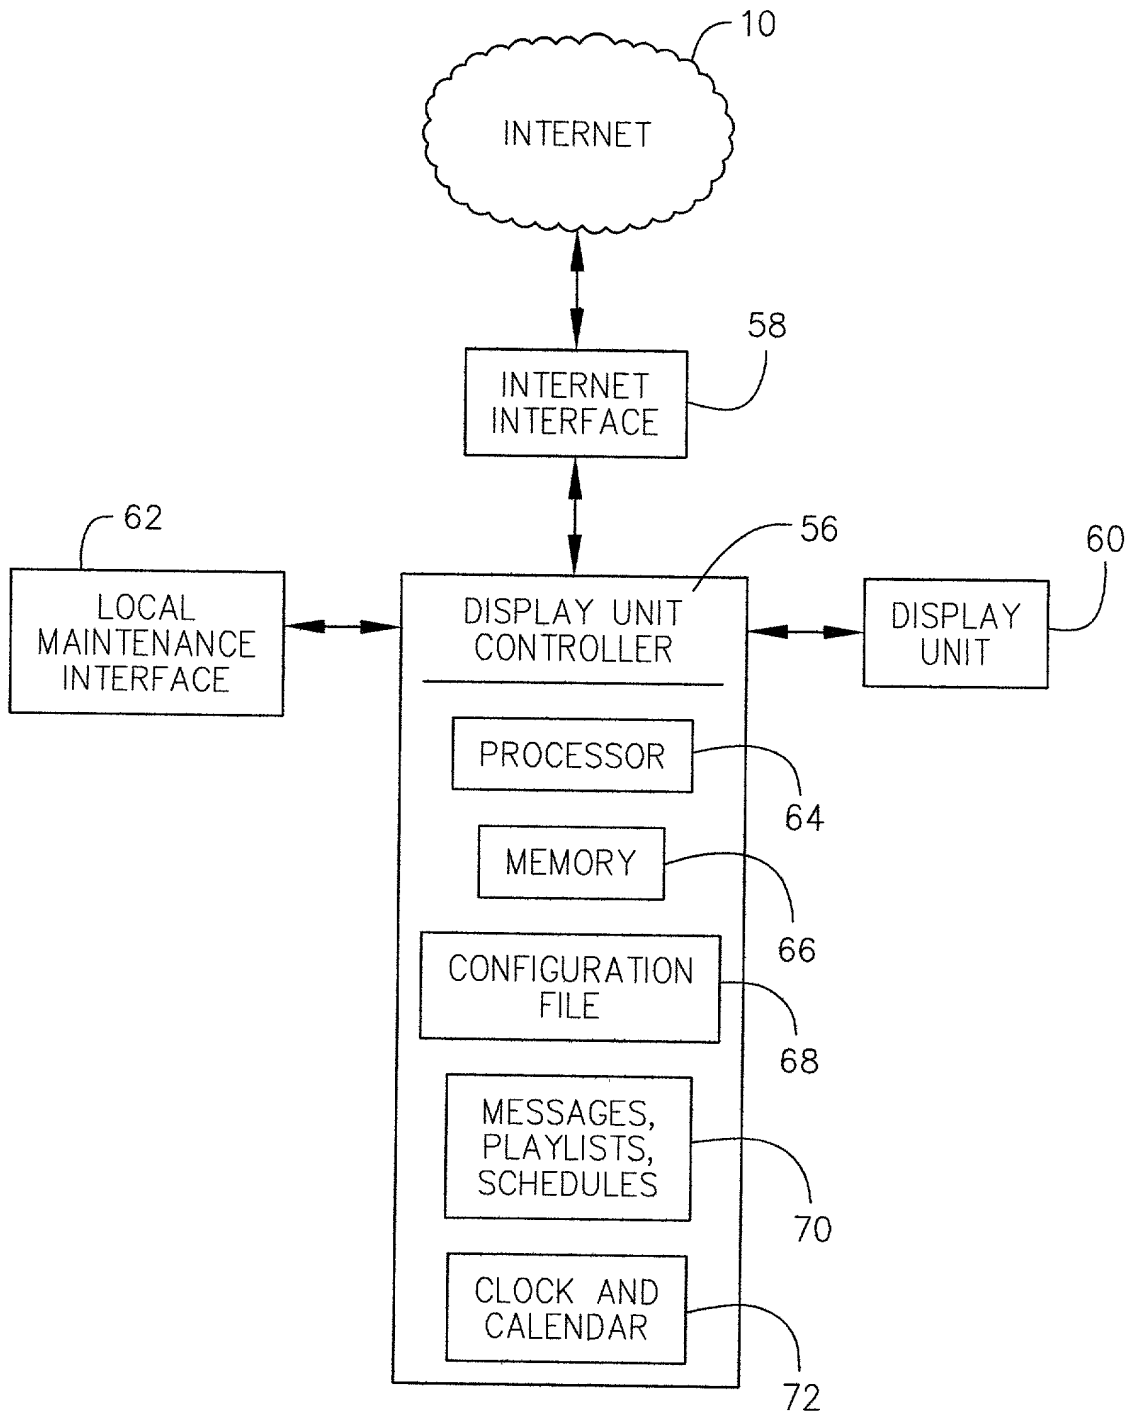 10
INTERNET
58
INTERNET
INTERFACE
62
56
60
LOCAL
MAINTENANCE
INTERFACE
DISPLAY UNIT
CONTROLLER
DISPLAY
UNIT
PROCESSOR
64
MEMORY
66
CONFIGURATION
FILE
68
MESSAGES,
PLAYLISTS,
SCHEDULES
70
CLOCK AND
CALENDAR
72